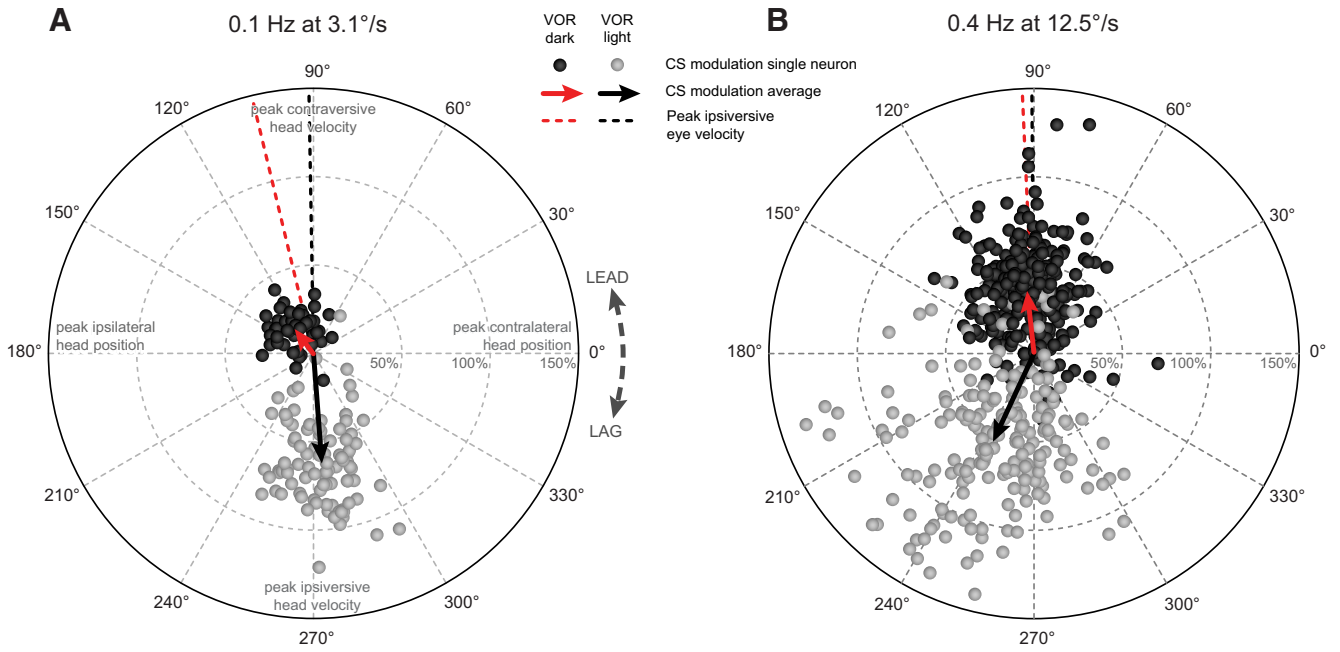 A
0.1 Hz at 3.1°/s
VOR dark
VOR light
CS modulation single neuron
CS modulation average
Peak ipsiversive
eye velocity
B
0.4 Hz at 12.5°/s
90°
120°
60°
peak contraversive
head velocity
150°
30°
LEAD
peak ipsilateral
head position
peak contralateral
head position
180°
0°
50%
100%
150%
LAG
210°
330°
peak ipsiversive
head velocity
240°
300°
270°
90°
120°
60°
150°
30°
180°
0°
50%
100%
150%
210°
330°
240°
300°
270°